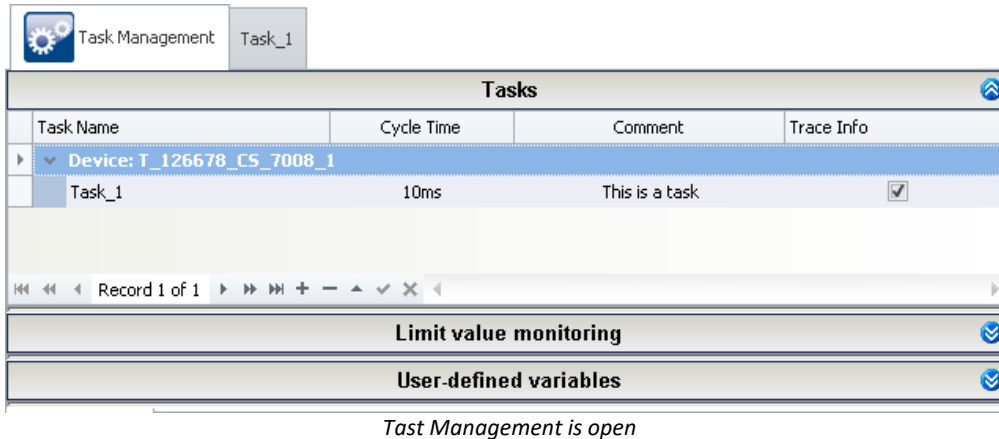 Task Management Task_1
Tasks
Task Name Cycle Time Comment Trace Info
Device: T_126678_CS_7008_1
Task_1 10ms This is a task
Record 1 of 1
Limit value monitoring
User-defined variables
Tast Management is open